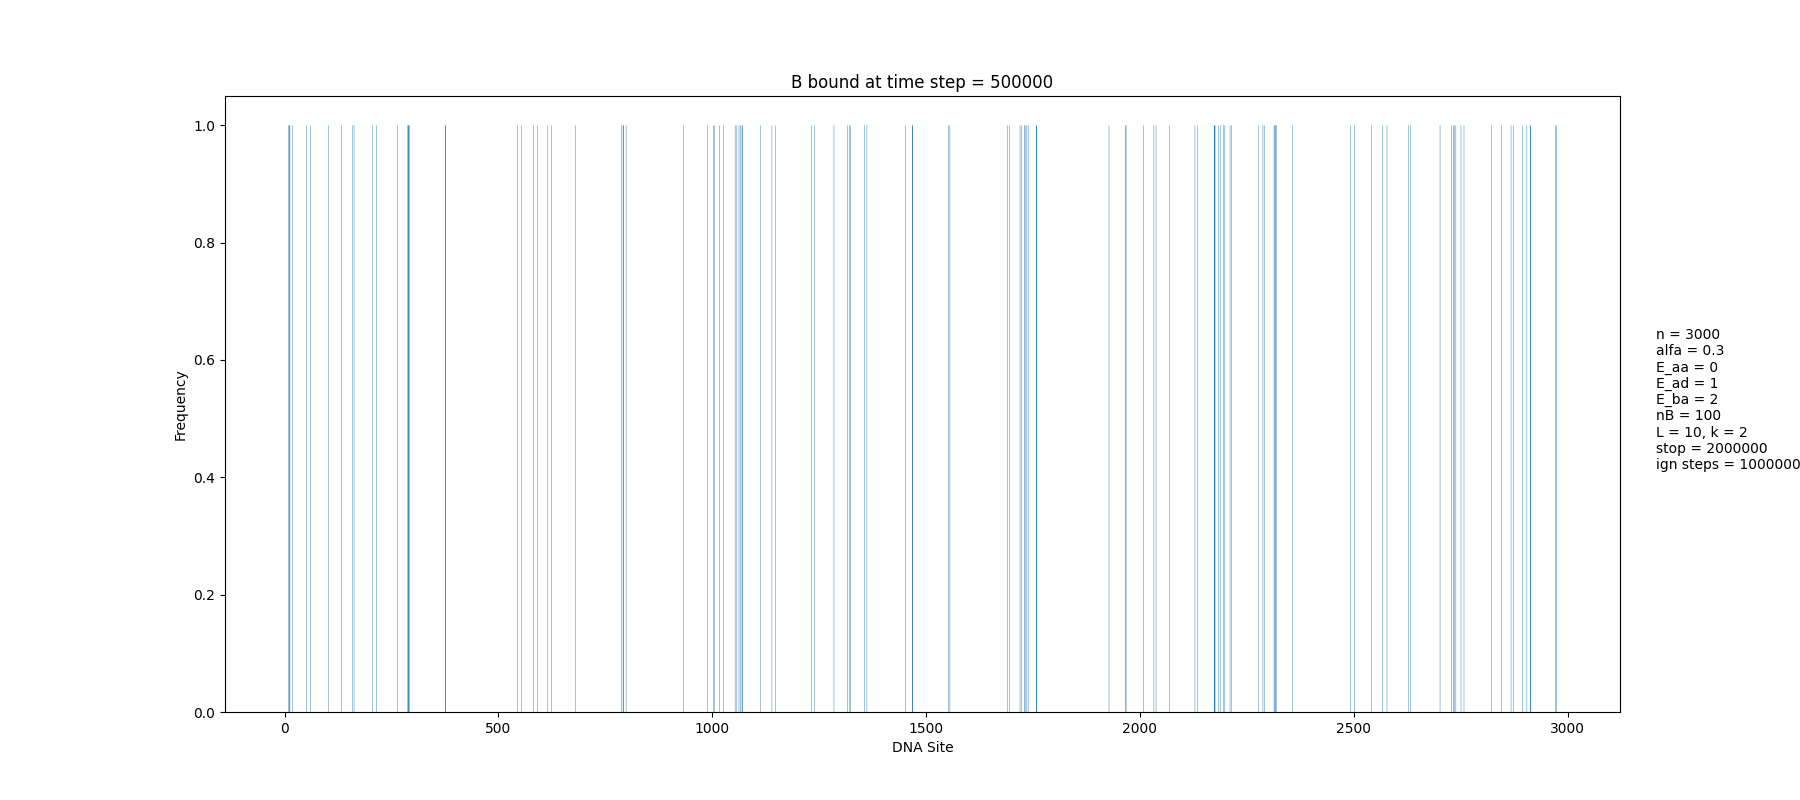 B bound at time step = 500000
1.0
0.8
0.6
0.4
0.2
0.0
Frequency
0
500
1000
1500
2000
2500
3000
DNA Site
n = 3000
alfa = 0.3
E_aa = 0
E_ad = 1
E_ba = 2
nB = 100
L = 10, k = 2
stop = 2000000
ign steps = 1000000